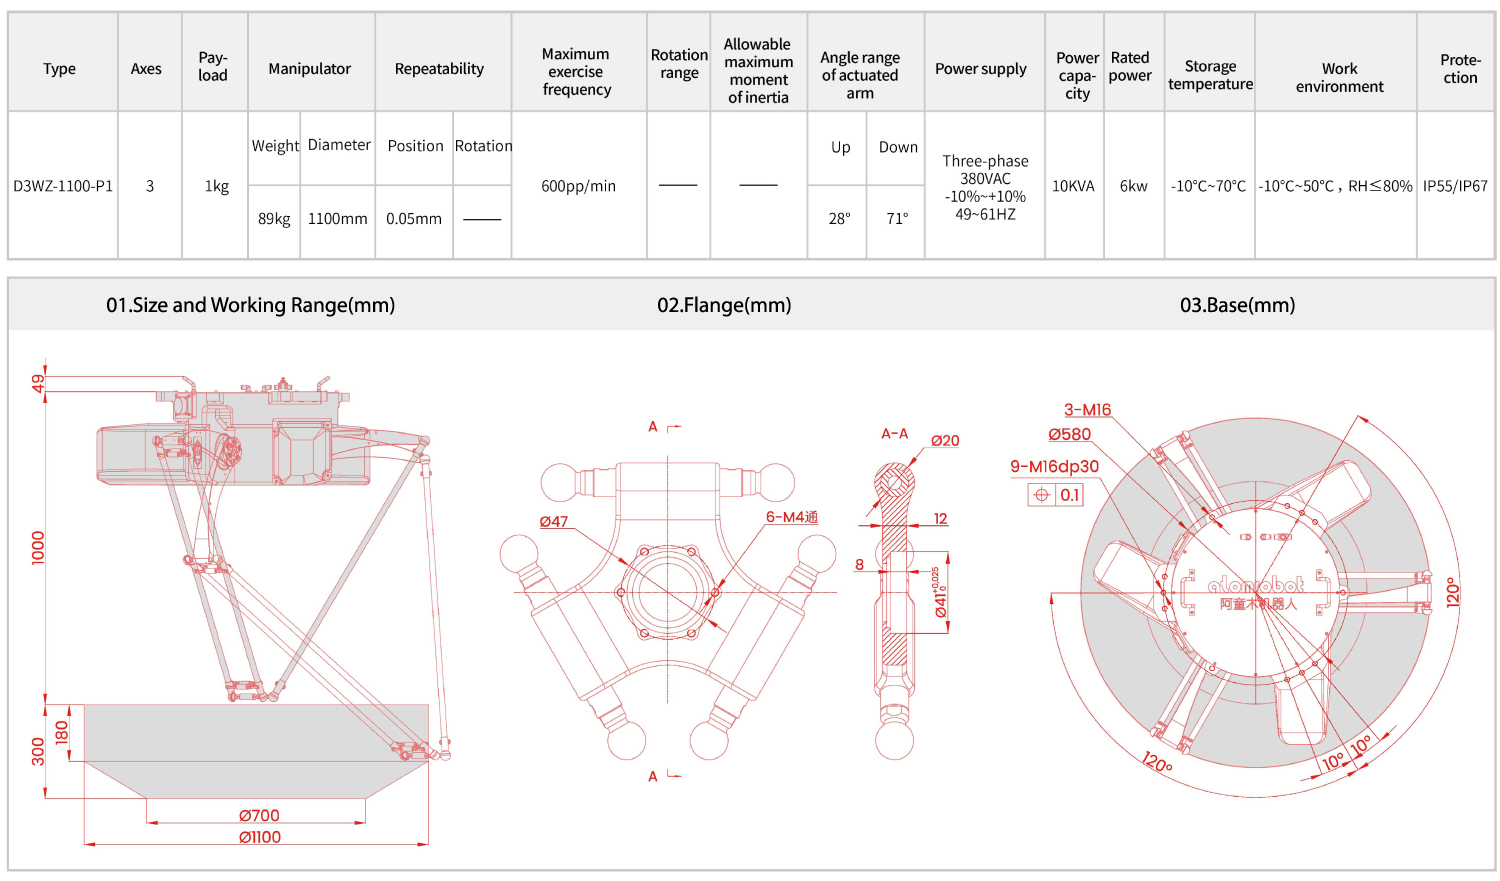 Type
Axes
Pay-
load
Manipulator
Repeatability
Maximum
exercise
frequency
Rotation
range
Allowable
maximum
moment
of inertia
Angle range
of actuated
arm
Power supply
Power
capa-
city
Rated
power
Storage
temperature
Work
environment
Prote-
ction
D3WZ-1100-P1
3
1kg
Weight
Diameter
Position
Rotation
89kg
1100mm
0.05mm
——
600pp/min
——
——
Up
Down
28°
71°
Three-phase
380VAC
-10%~+10%
49~61HZ
10KVA
6kw
-10°C~70°C
-10°C~50°C , RH≤80%
IP55/IP67
01.Size and Working Range(mm)
02.Flange(mm)
03.Base(mm)
49
1000
300
180
Ø700
Ø1100
A
A
Ø47
6-M4通
A-A
Ø20
12
8
Ø41 +0.025 0
3-M16
Ø580
9-M16dp30
0.1
atomrobot
阿童木机器人
120°
120°
10°
10°